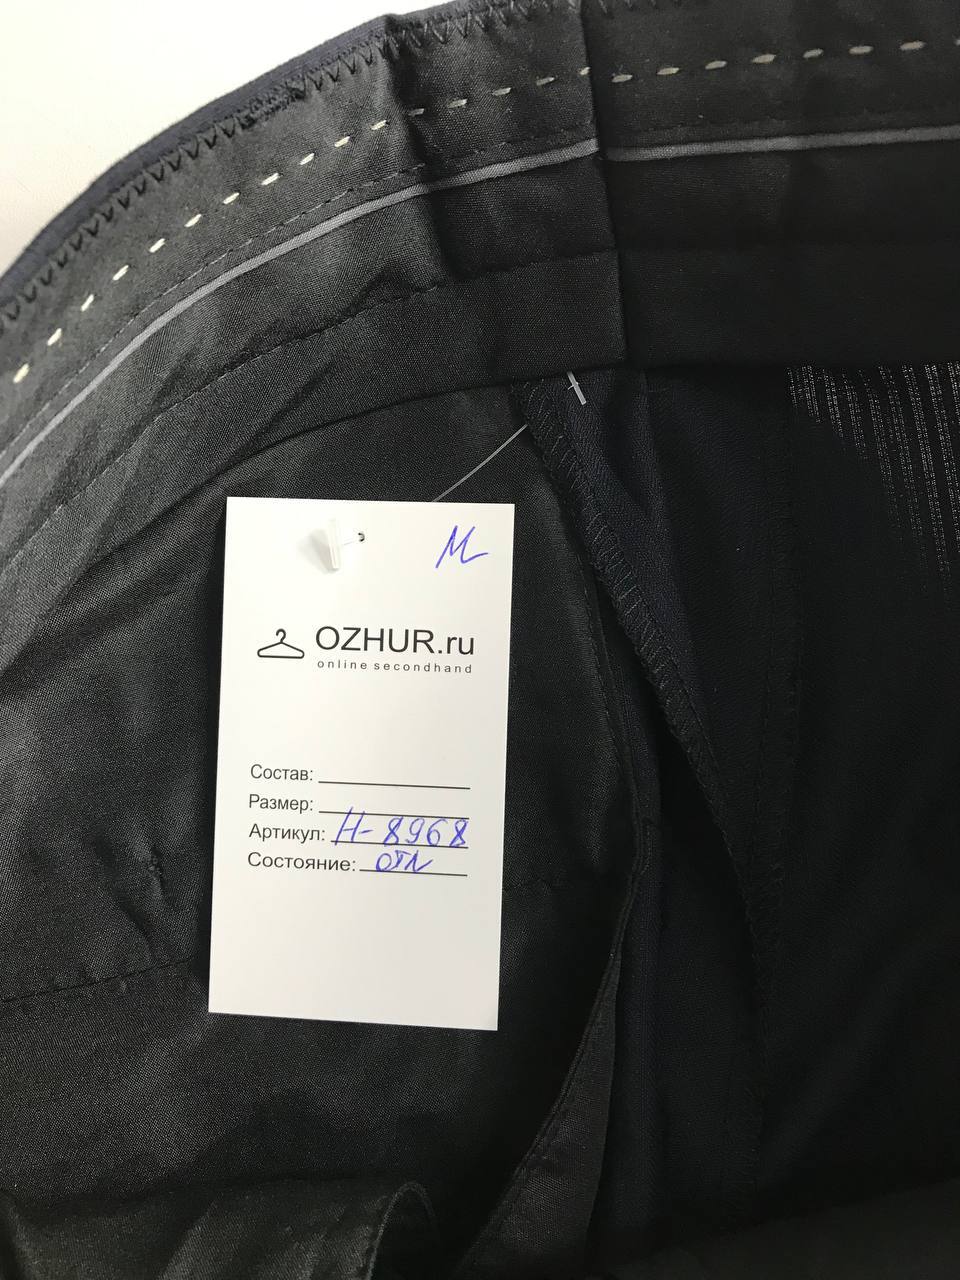 M
OZHUR.ru
online secondhand
Состав:
Размер:
Артикул: Н-8968
Состояние: отл